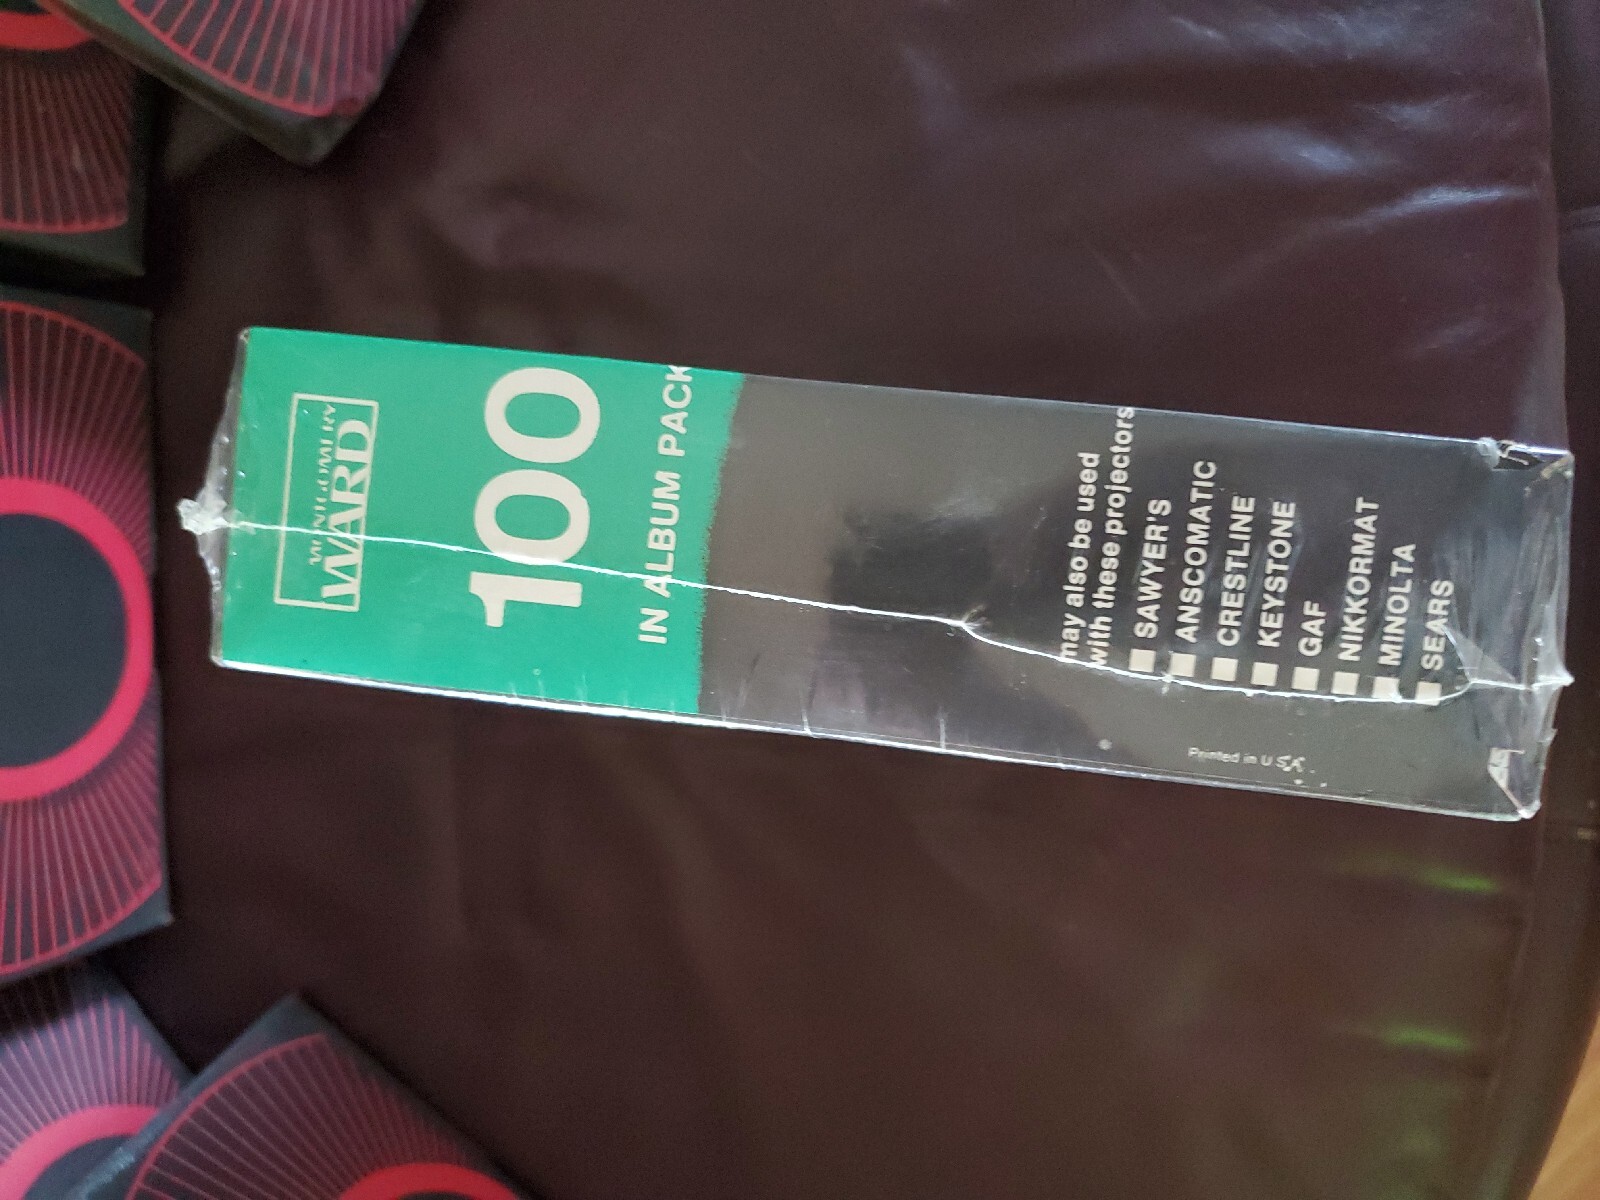 MONTGOMERY
WARD
100
IN ALBUM PACK
may also be used
with these projectors
SAWYER'S
ANSCOMATIC
CRESTLINE
KEYSTONE
GAF
NIKKORMAT
MINOLTA
SEARS
Printed in USA